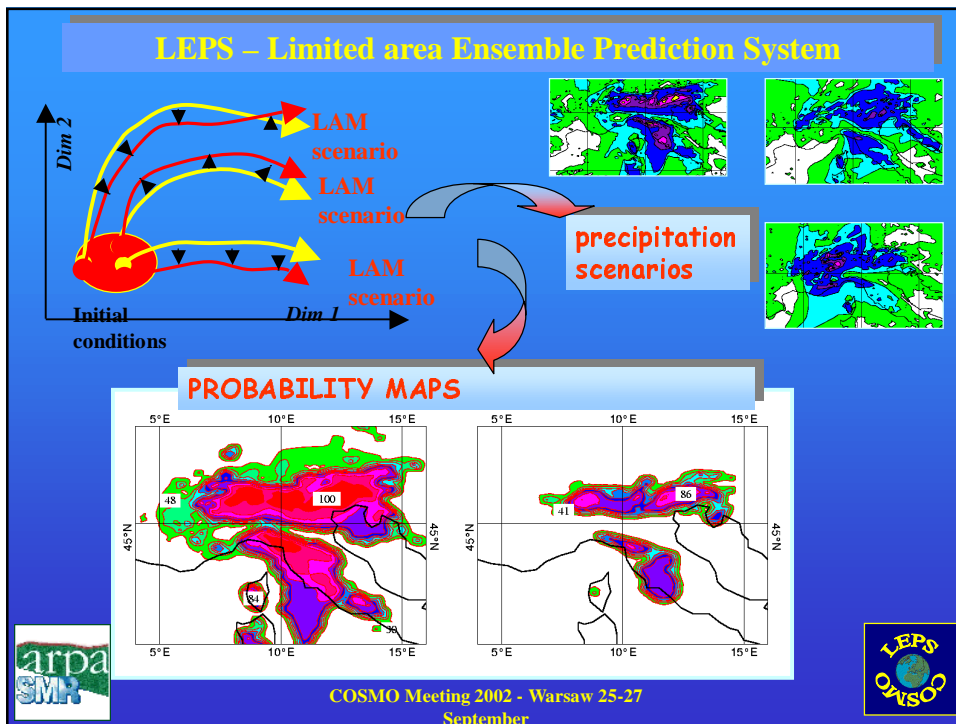 LEPS – Limited area Ensemble Prediction System
Dim 2
LAM
scenario
LAM
scenario
LAM
scenario
Initial
conditions
Dim 1
precipitation
scenarios
PROBABILITY MAPS
5°E 10°E 15°E
48
100
84
30
45°N 45°N
5°E 10°E 15°E
5°E 10°E 15°E
41
86
45°N 45°N
5°E 10°E 15°E
arpa
SMR
COSMO Meeting 2002 - Warsaw 25-27
September
LEPS
COSMO